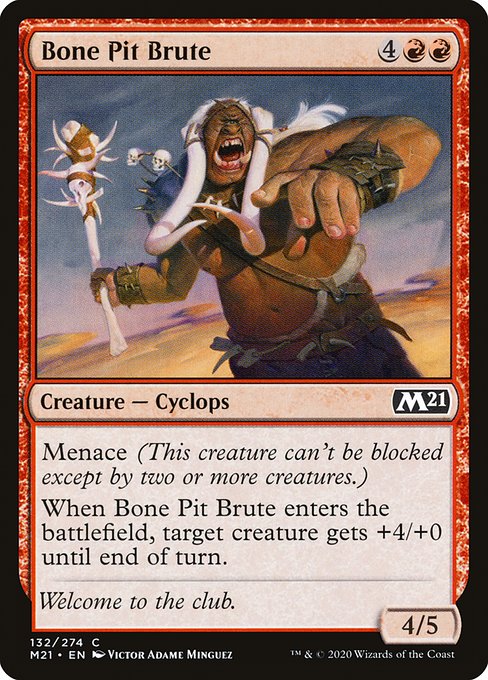 Bone Pit Brute 4
Creature — Cyclops M21
Menace (This creature can't be blocked
except by two or more creatures.)
When Bone Pit Brute enters the
battlefield, target creature gets +4/+0
until end of turn.
Welcome to the club.
4/5
132/274 C
M21 • EN Victor Adame Minguez ™ & © 2020 Wizards of the Coast